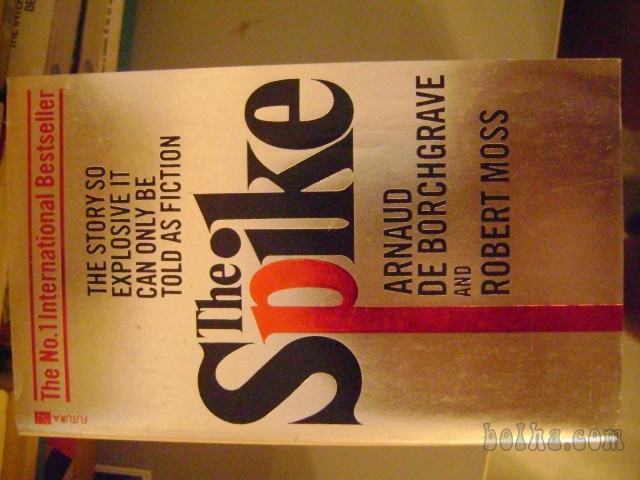 The No.1 International Bestseller
FUTURA
THE STORY SO
EXPLOSIVE IT
CAN ONLY BE
TOLD AS FICTION
The
Spike
ARNAUD
DE BORCHGRAVE
AND
ROBERT MOSS
bolha.com